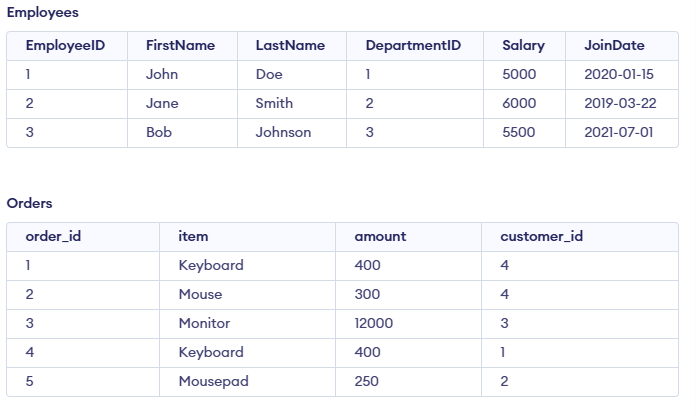 Employees
EmployeeID FirstName LastName DepartmentID Salary JoinDate
1 John Doe 1 5000 2020-01-15
2 Jane Smith 2 6000 2019-03-22
3 Bob Johnson 3 5500 2021-07-01
Orders
order_id item amount customer_id
1 Keyboard 400 4
2 Mouse 300 4
3 Monitor 12000 3
4 Keyboard 400 1
5 Mousepad 250 2